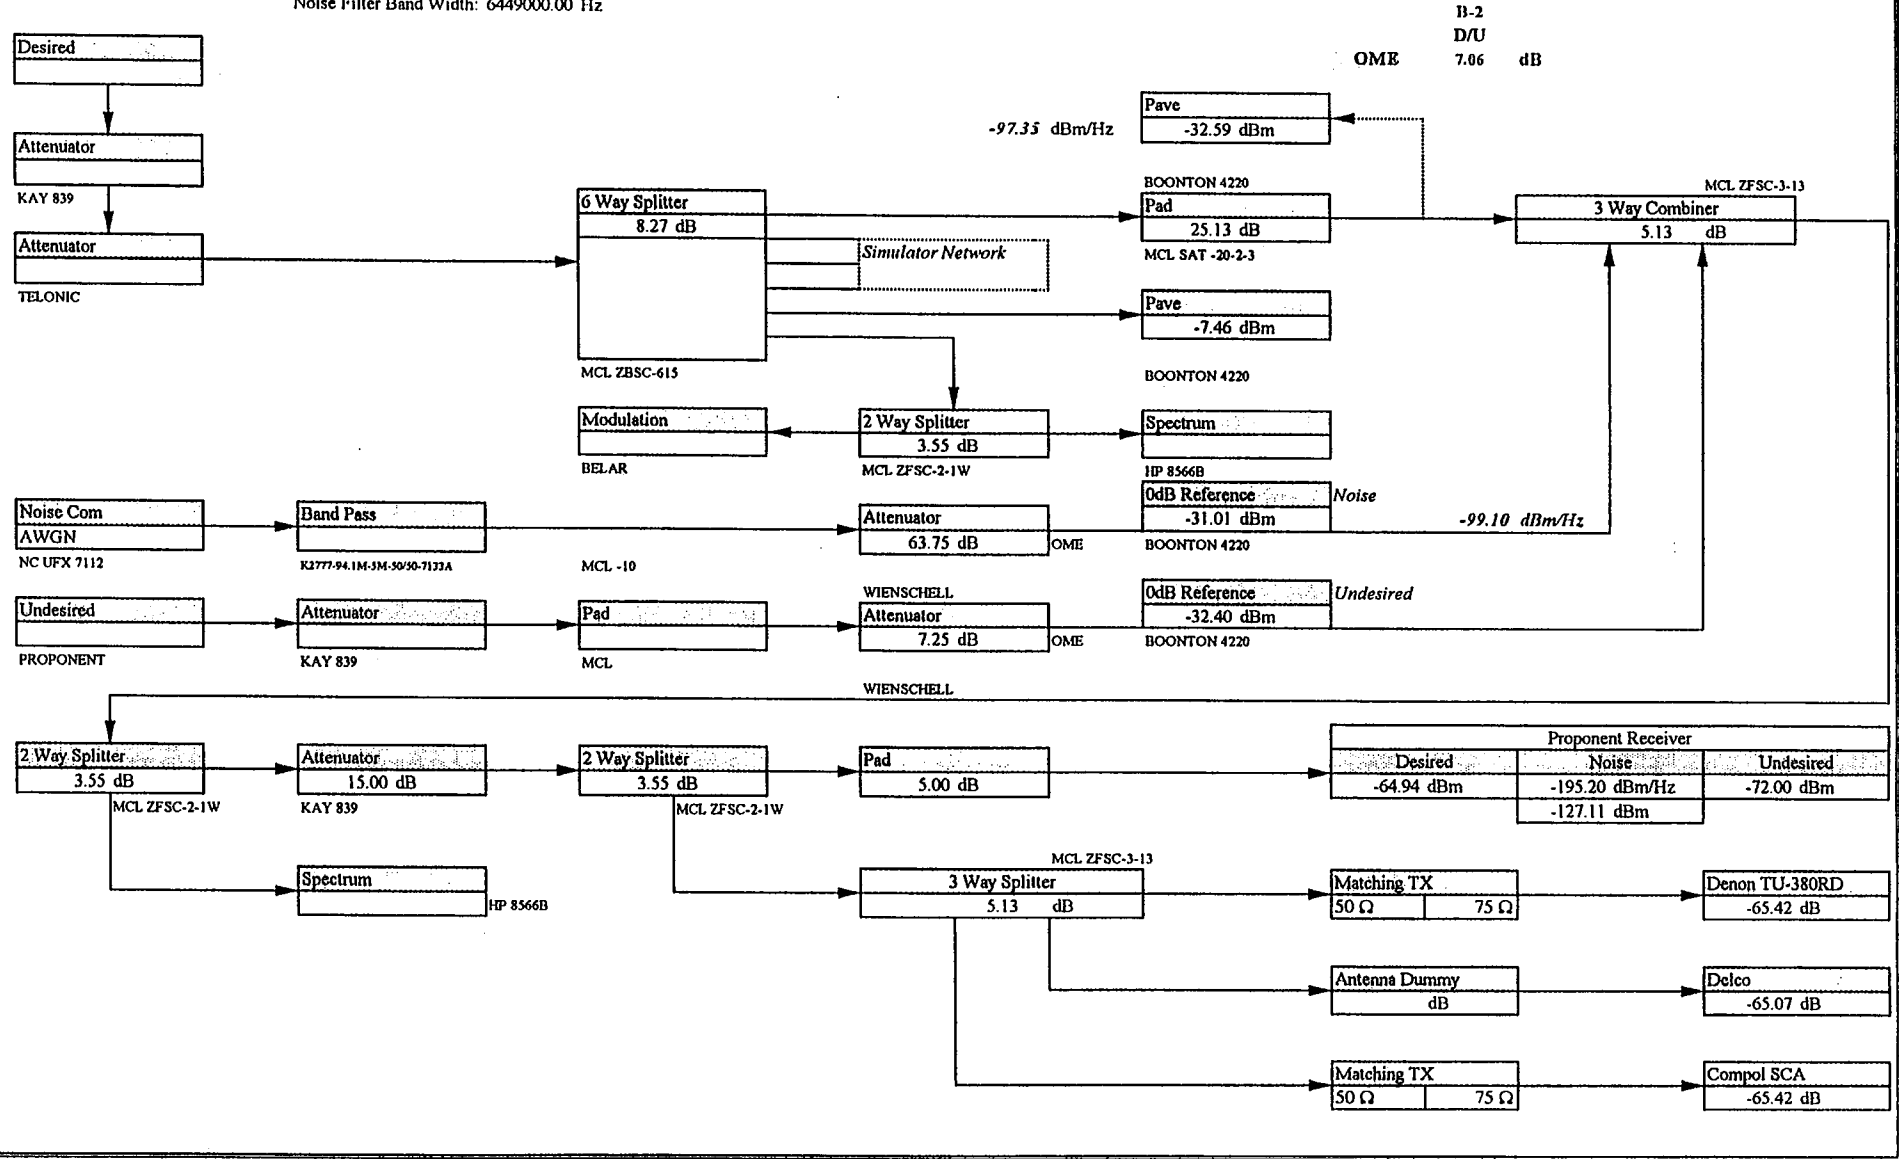 Noise Filter Band Width: 6449000.00 Hz
B-2
D/U
OME 7.06 dB
Desired
Attenuator
KAY 839
Attenuator
TELONIC
6 Way Splitter
8.27 dB
MCL ZBSC-615
Simulator Network
-97.35 dBm/Hz
Pave
-32.59 dBm
BOONTON 4220
Pad
25.13 dB
MCL SAT -20-2-3
MCL ZFSC-3-13
3 Way Combiner
5.13 dB
Pave
-7.46 dBm
BOONTON 4220
Modulation
BELAR
2 Way Splitter
3.55 dB
MCL ZFSC-2-1W
Spectrum
HP 8566B
Noise Com
AWGN
NC UFX 7112
Band Pass
K2777-94.1M-5M-50/50-7133A
MCL -10
Attenuator
63.75 dB
OME
WIENSCHELL
0dB Reference
Noise
-31.01 dBm
BOONTON 4220
-99.10 dBm/Hz
Undesired
PROPONENT
Attenuator
KAY 839
Pad
MCL
Attenuator
7.25 dB
OME
WIENSCHELL
0dB Reference
Undesired
-32.40 dBm
BOONTON 4220
2 Way Splitter
3.55 dB
MCL ZFSC-2-1W
Attenuator
15.00 dB
KAY 839
2 Way Splitter
3.55 dB
MCL ZFSC-2-1W
Pad
5.00 dB
Proponent Receiver
Desired Noise Undesired
-64.94 dBm -195.20 dBm/Hz -72.00 dBm
-127.11 dBm
Spectrum
HP 8566B
MCL ZFSC-3-13
3 Way Splitter
5.13 dB
Matching TX
50 Ω 75 Ω
Denon TU-380RD
-65.42 dB
Antenna Dummy
dB
Delco
-65.07 dB
Matching TX
50 Ω 75 Ω
Compol SCA
-65.42 dB